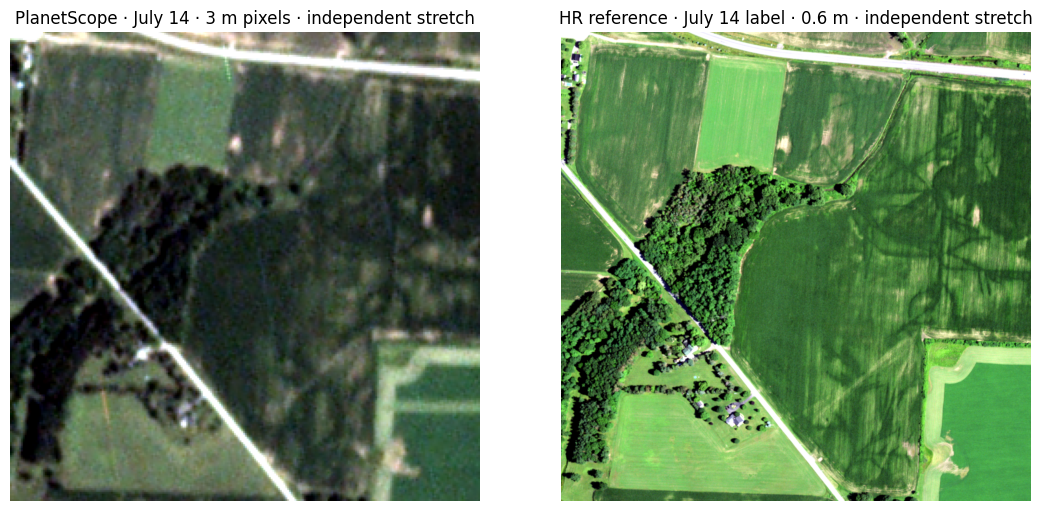 PlanetScope · July 14 · 3 m pixels · independent stretch
HR reference · July 14 label · 0.6 m · independent stretch